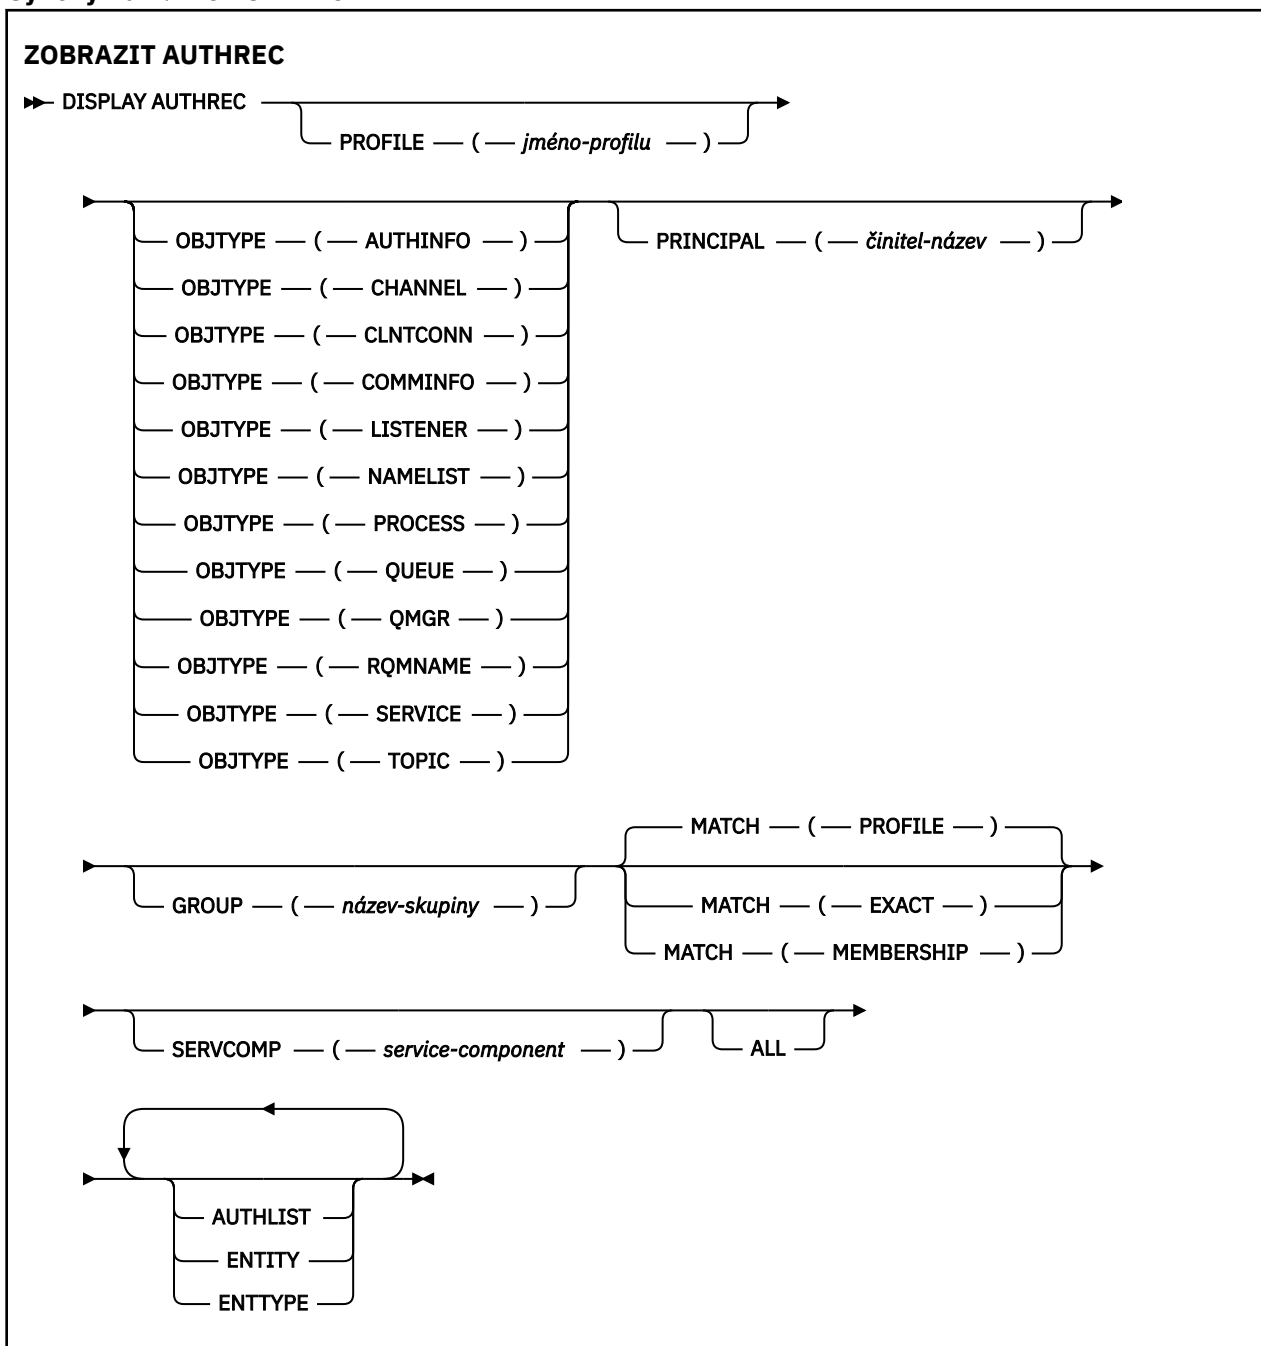 ZOBRAZIT AUTHREC
DISPLAY AUTHREC
PROFILE ( jméno-profilu )
OBJTYPE ( AUTHINFO )
PRINCIPAL ( činitel-název )
OBJTYPE ( CHANNEL )
OBJTYPE ( CLNTCONN )
OBJTYPE ( COMMINFO )
OBJTYPE ( LISTENER )
OBJTYPE ( NAMELIST )
OBJTYPE ( PROCESS )
OBJTYPE ( QUEUE )
OBJTYPE ( QMGR )
OBJTYPE ( RQMNAME )
OBJTYPE ( SERVICE )
OBJTYPE ( TOPIC )
MATCH ( PROFILE )
GROUP ( název-skupiny )
MATCH ( EXACT )
MATCH ( MEMBERSHIP )
SERVCOMP ( service-component )
ALL
AUTHLIST
ENTITY
ENTTYPE